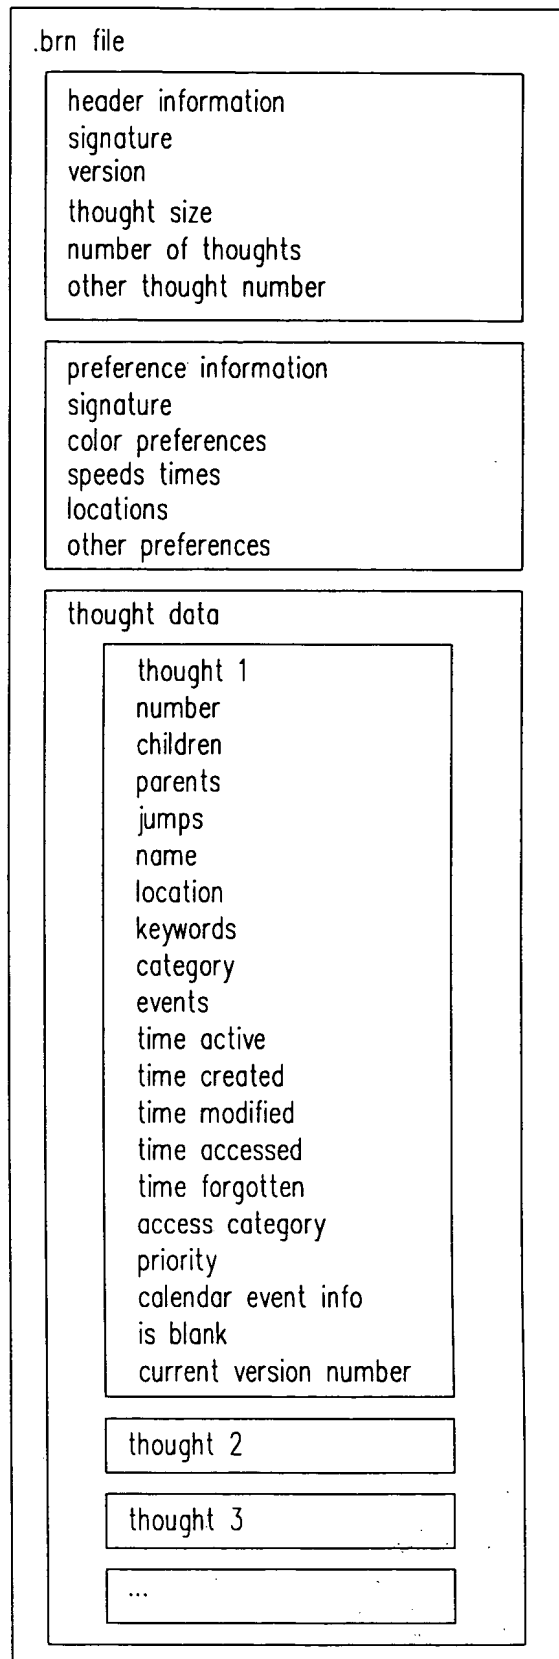 .brn file
header information
signature
version
thought size
number of thoughts
other thought number
preference information
signature
color preferences
speeds times
locations
other preferences
thought data
thought 1
number
children
parents
jumps
name
location
keywords
category
events
time active
time created
time modified
time accessed
time forgotten
access category
priority
calendar event info
is blank
current version number
thought 2
thought 3
...